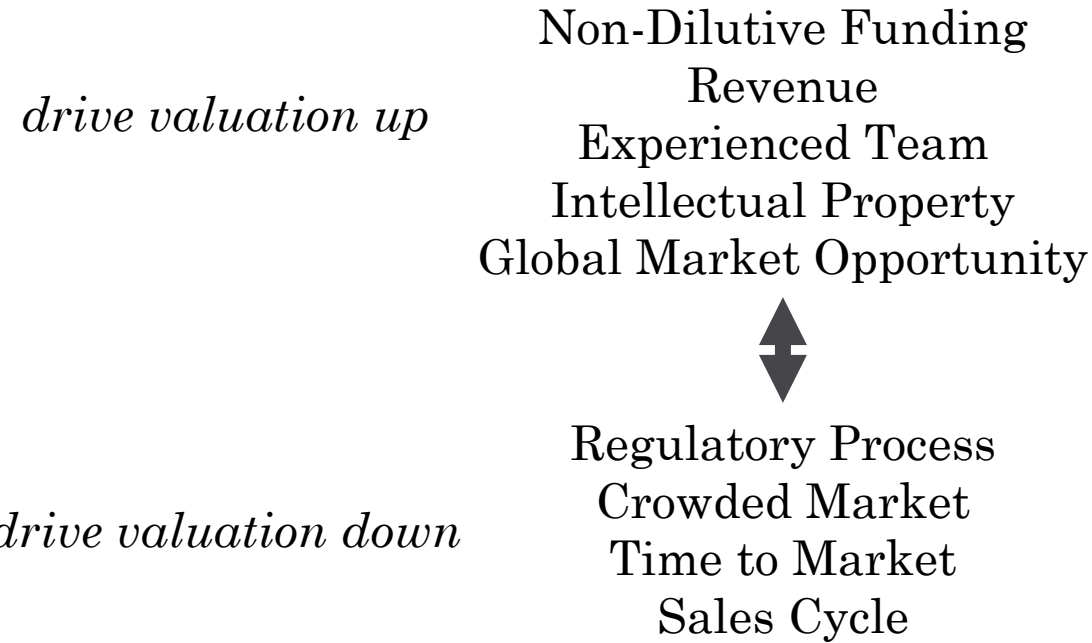 drive valuation up
Non-Dilutive Funding
Revenue
Experienced Team
Intellectual Property
Global Market Opportunity
drive valuation down
Regulatory Process
Crowded Market
Time to Market
Sales Cycle